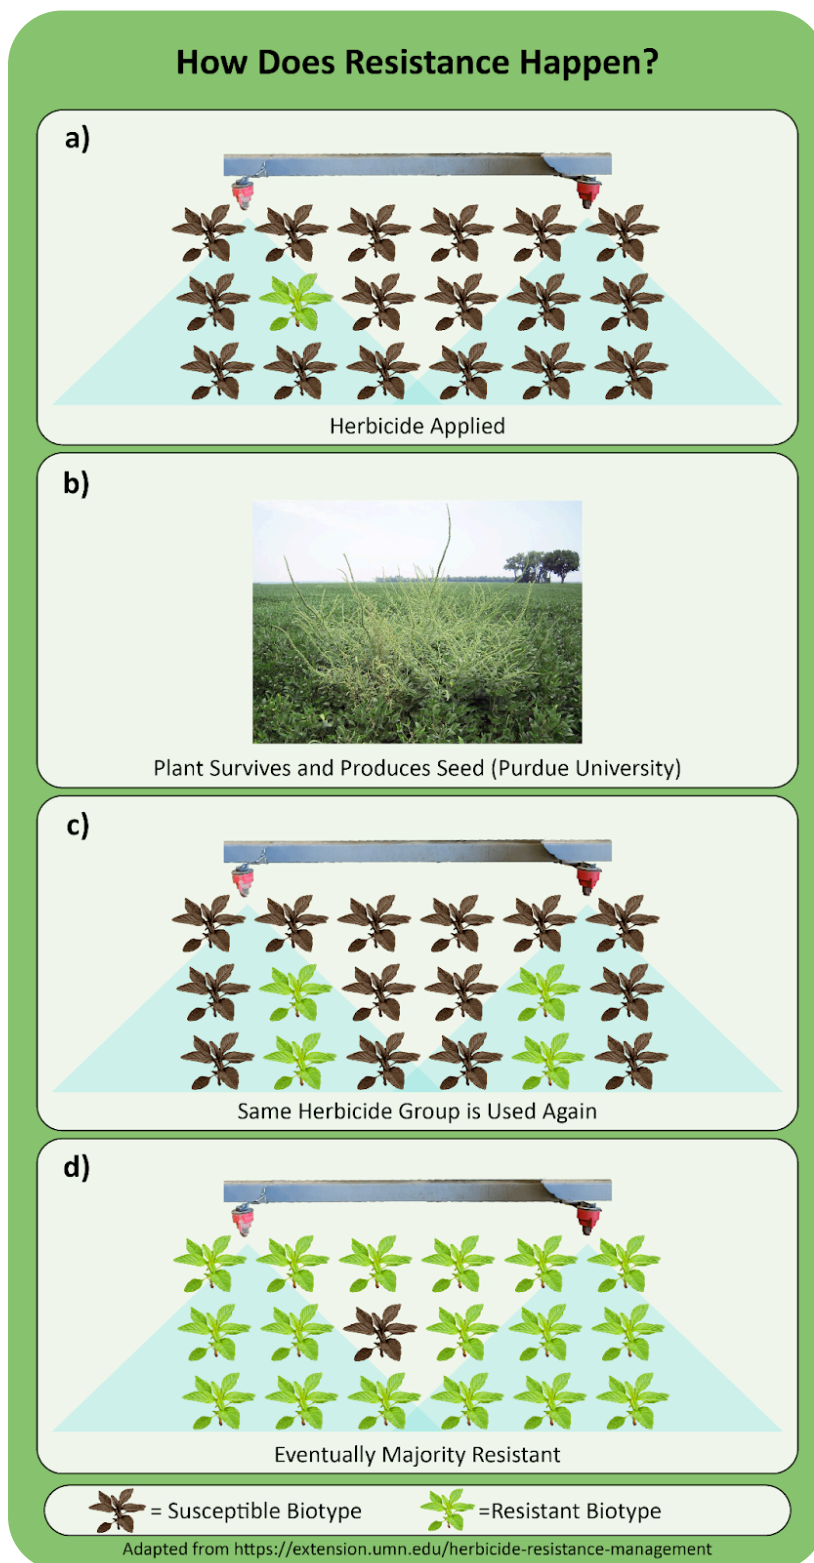 How Does Resistance Happen?
a)
Herbicide Applied
b)
Plant Survives and Produces Seed (Purdue University)
c)
Same Herbicide Group is Used Again
d)
Eventually Majority Resistant
= Susceptible Biotype
=Resistant Biotype
Adapted from https://extension.umn.edu/herbicide-resistance-management